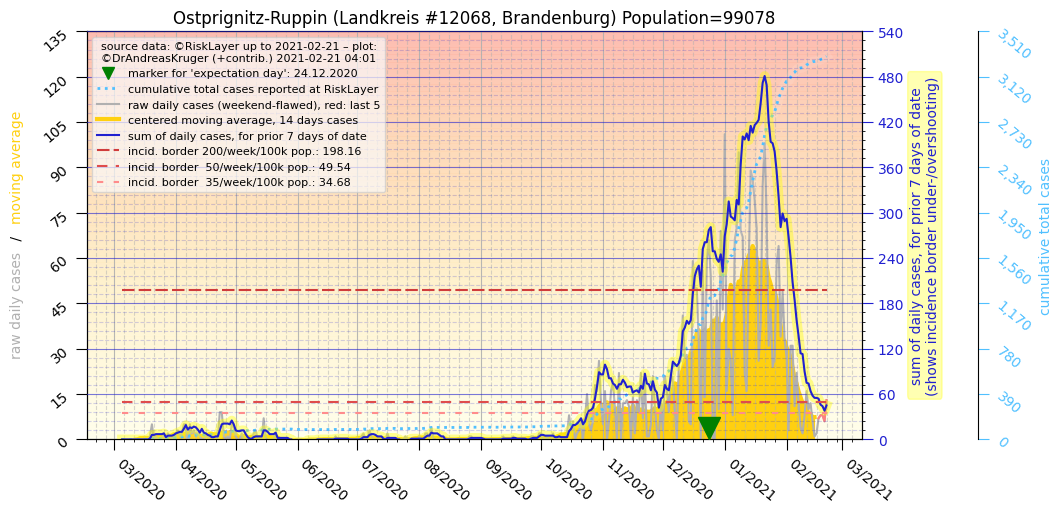 Ostprignitz-Ruppin (Landkreis #12068, Brandenburg) Population=99078
source data: ©RiskLayer up to 2021-02-21 – plot:
©DrAndreasKruger (+contrib.) 2021-02-21 04:01
marker for 'expectation day': 24.12.2020
cumulative total cases reported at RiskLayer
raw daily cases (weekend-flawed), red: last 5
centered moving average, 14 days cases
sum of daily cases, for prior 7 days of date
incid. border 200/week/100k pop.: 198.16
incid. border  50/week/100k pop.: 49.54
incid. border  35/week/100k pop.: 34.68
raw daily cases  /  moving average
135
120
105
90
75
60
45
30
15
0
03/2020
04/2020
05/2020
06/2020
07/2020
08/2020
09/2020
10/2020
11/2020
12/2020
01/2021
02/2021
03/2021
540
480
420
360
300
240
180
120
60
0
sum of daily cases, for prior 7 days of date
(shows incidence border under-/overshooting)
3,510
3,120
2,730
2,340
1,950
1,560
1,170
780
390
0
cumulative total cases